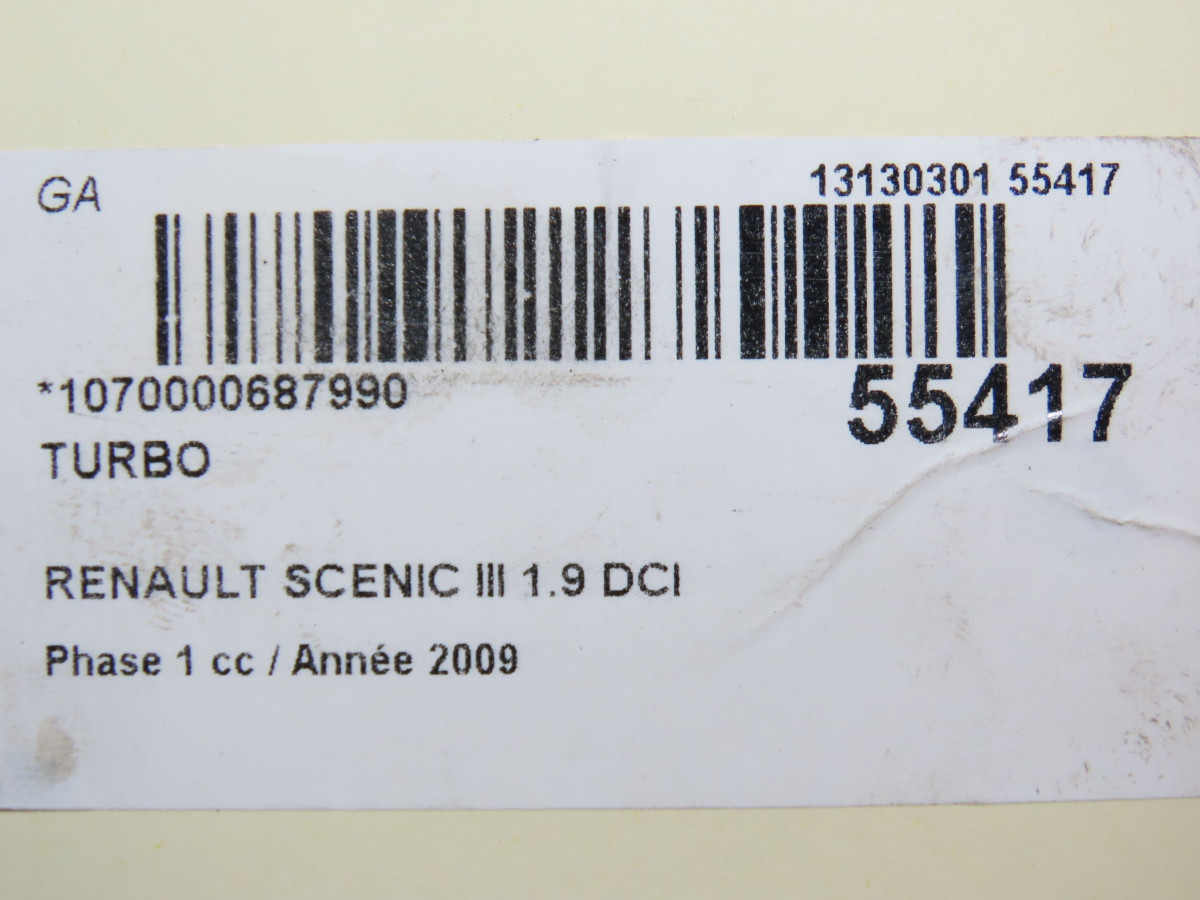 GA
13130301 55417
*1070000687990
55417
TURBO
RENAULT SCENIC III 1.9 DCI
Phase 1 cc / Année 2009